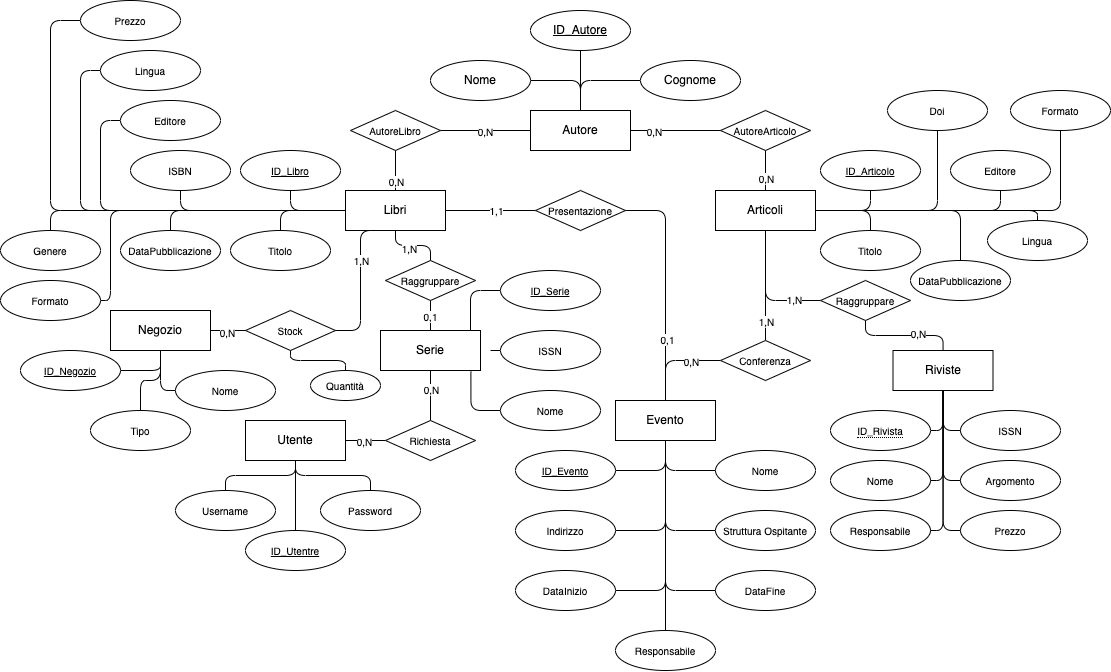 Prezzo
ID_Autore
Lingua
Nome
Cognome
Editore
Doi
Formato
AutoreLibro
0,N
Autore
0,N
AutoreArticolo
ISBN
ID_Libro
0,N
0,N
ID_Articolo
Editore
Libri
1,1
Presentazione
Articoli
Genere
DataPubblicazione
Titolo
1,N
Titolo
Lingua
1,N
Raggruppare
DataPubblicazione
Formato
ID_Serie
1,N
Raggruppare
Negozio
0,N
Stock
0,1
1,N
0,N
Serie
ISSN
0,1
0,N
Conferenza
ID_Negozio
Nome
Quantità
Riviste
0,N
Nome
Tipo
Utente
0,N
Richiesta
Evento
ID_Rivista
ISSN
ID_Evento
Nome
Nome
Argomento
Username
Password
Indirizzo
Struttura Ospitante
Responsabile
Prezzo
ID_Utentre
DataInizio
DataFine
Responsabile